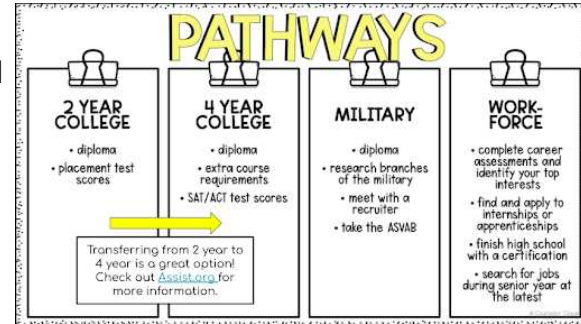 PATHWAYS
2 YEAR
COLLEGE
• diploma
• placement test
scores
4 YEAR
COLLEGE
• diploma
• extra course
requirements
• SAT/ACT test scores
Transferring from 2 year to
4 year is a great option!
Check out Assist.org for
more information.
MILITARY
• diploma
• research branches
of the military
• meet with a
recruiter
• take the ASVAB
WORK-
FORCE
• complete career
assessments and
identify your top
interests
• find and apply to
internships or
apprenticeships
• finish high school
with a certification
• search for jobs
during senior year at
the latest